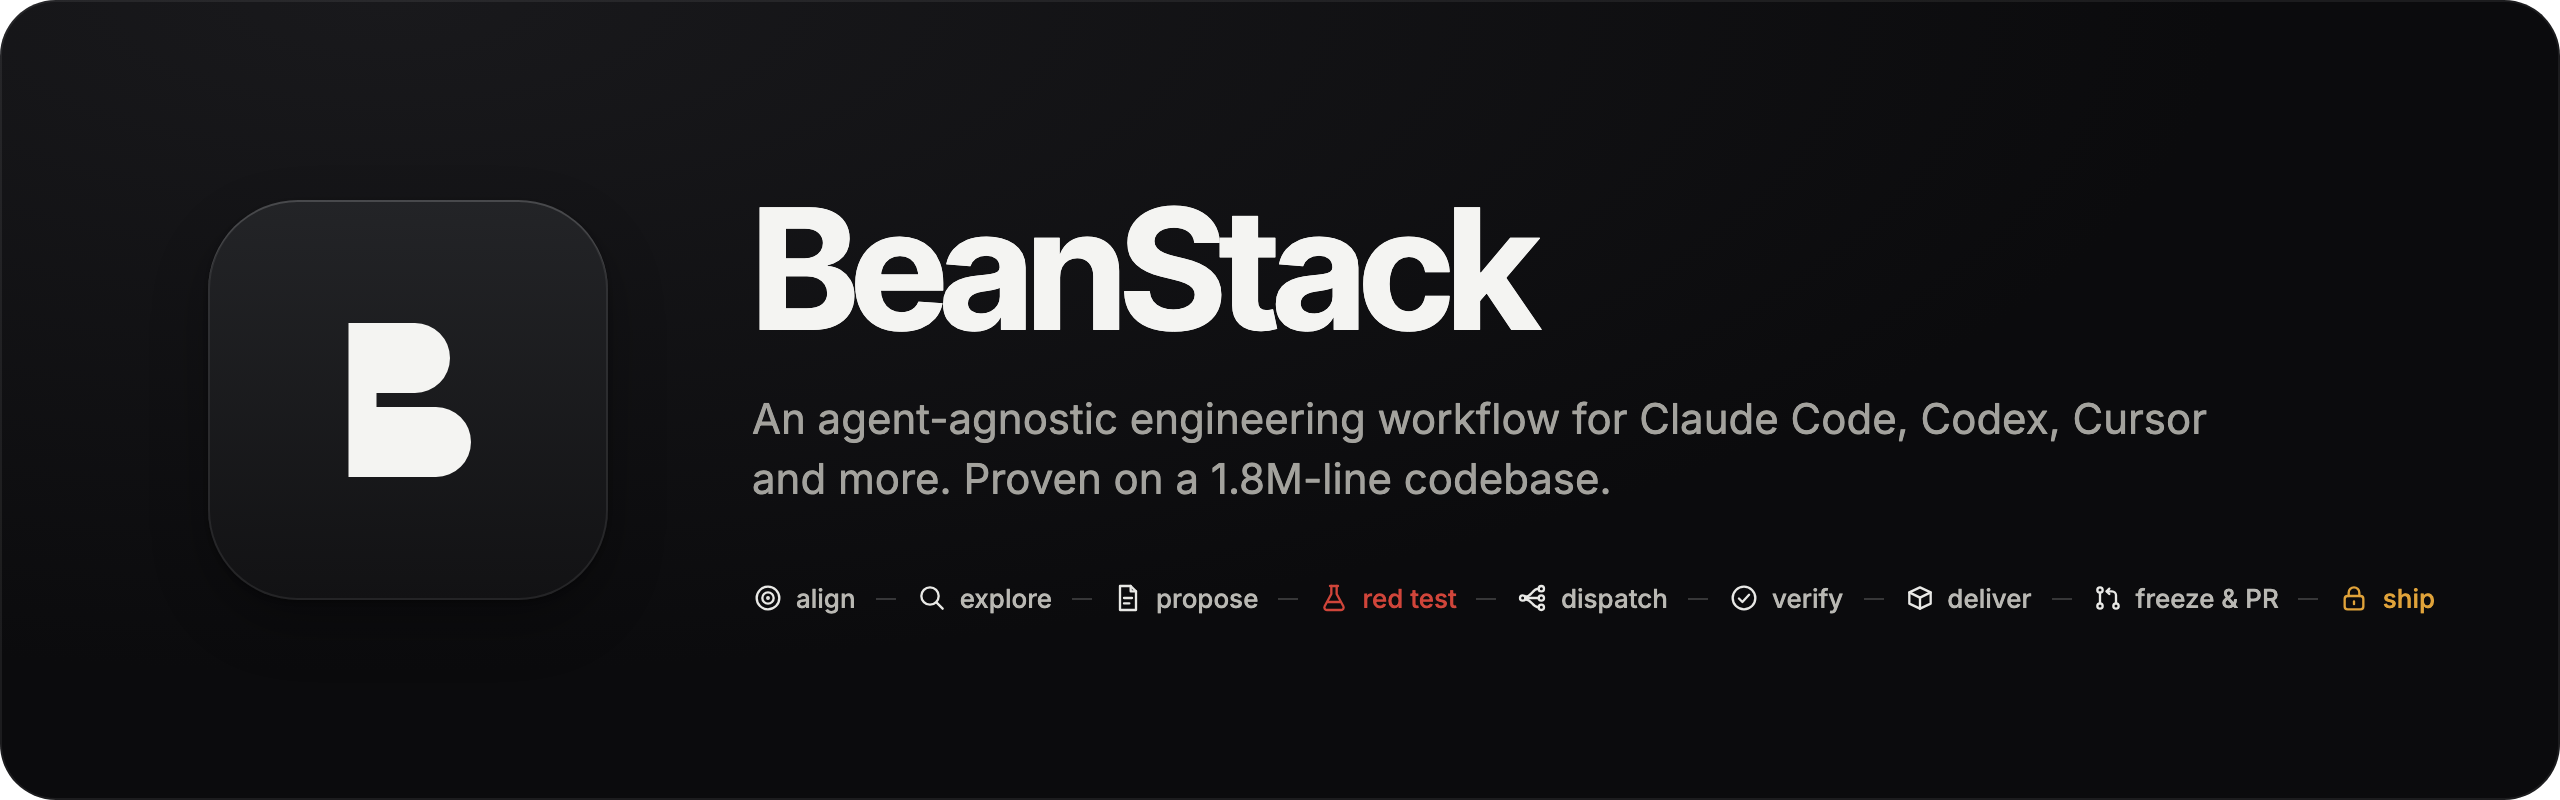 B
BeanStack
An agent-agnostic engineering workflow for Claude Code, Codex, Cursor
and more. Proven on a 1.8M-line codebase.
align — explore — propose — red test — dispatch — verify — deliver — freeze & PR — ship